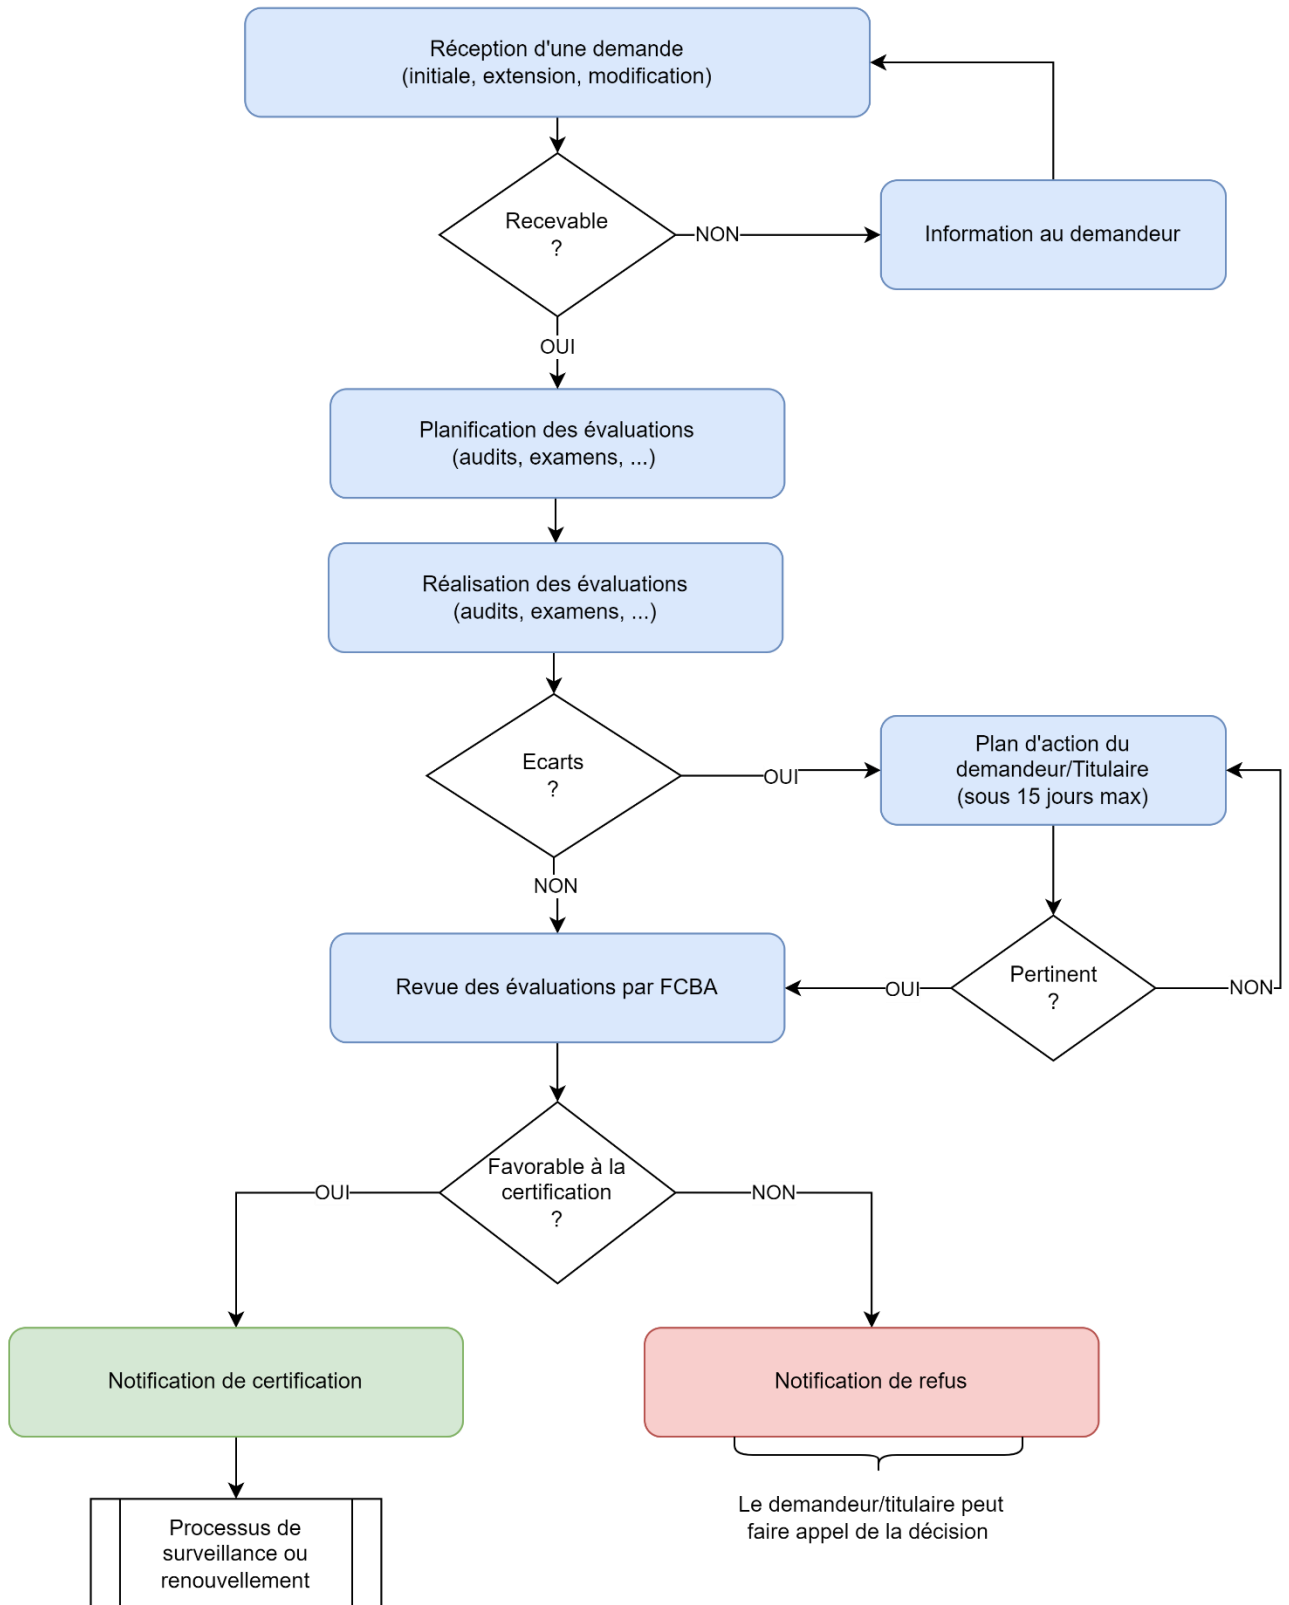 Réception d'une demande
(initiale, extension, modification)
Recevable
?
NON
Information au demandeur
OUI
Planification des évaluations
(audits, examens, ...)
Réalisation des évaluations
(audits, examens, ...)
Ecarts
?
OUI
Plan d'action du
demandeur/Titulaire
(sous 15 jours max)
NON
Revue des évaluations par FCBA
OUI
Pertinent
?
NON
Favorable à la
certification
?
OUI
NON
Notification de certification
Notification de refus
Le demandeur/titulaire peut
faire appel de la décision
Processus de
surveillance ou
renouvellement